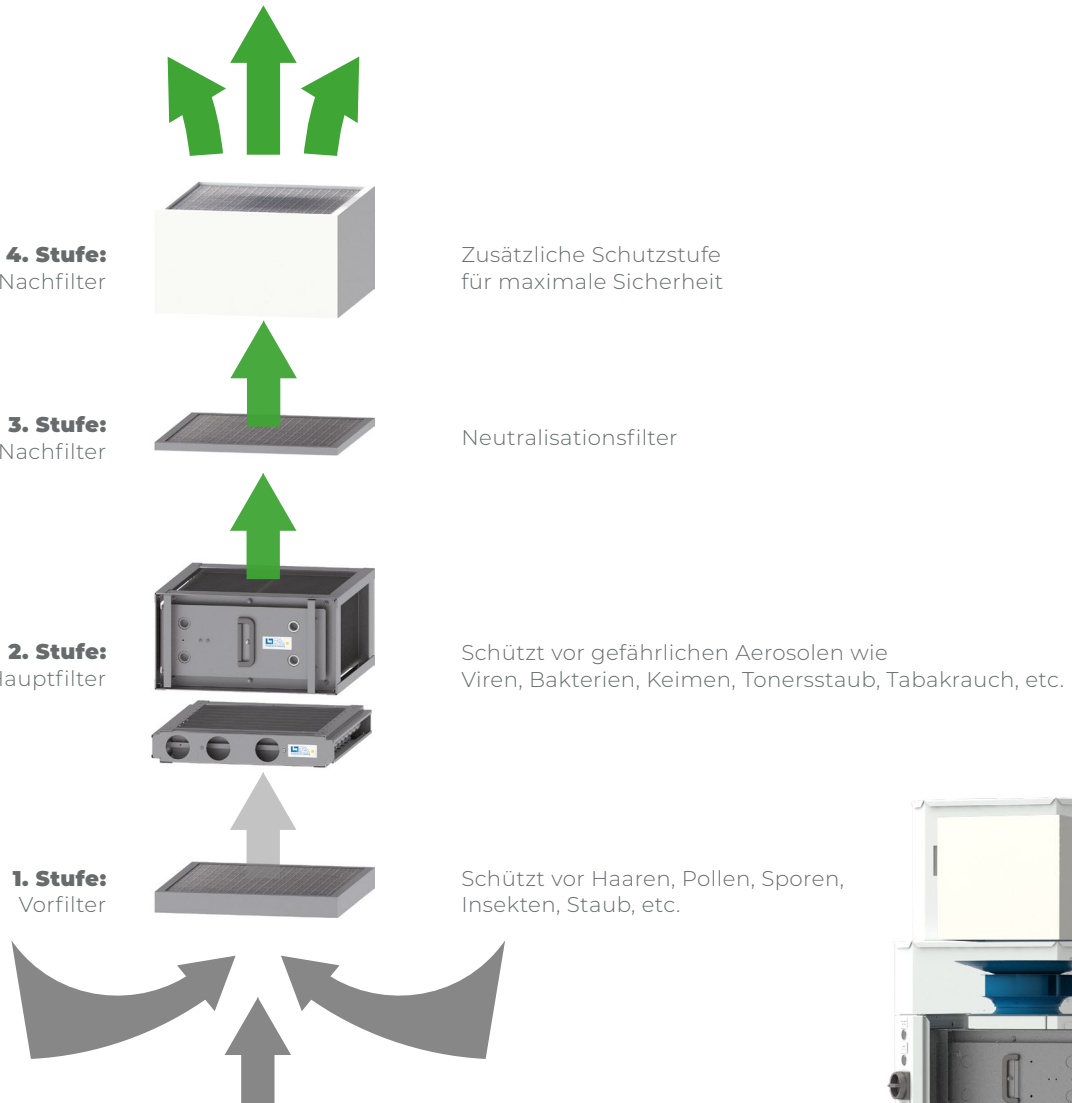 4. Stufe:
Nachfilter
Zusätzliche Schutzstufe
für maximale Sicherheit
3. Stufe:
Nachfilter
Neutralisationsfilter
2. Stufe:
Hauptfilter
Schützt vor gefährlichen Aerosolen wie
Viren, Bakterien, Keimen, Tonersstaub, Tabakrauch, etc.
1. Stufe:
Vorfilter
Schützt vor Haaren, Pollen, Sporen,
Insekten, Staub, etc.